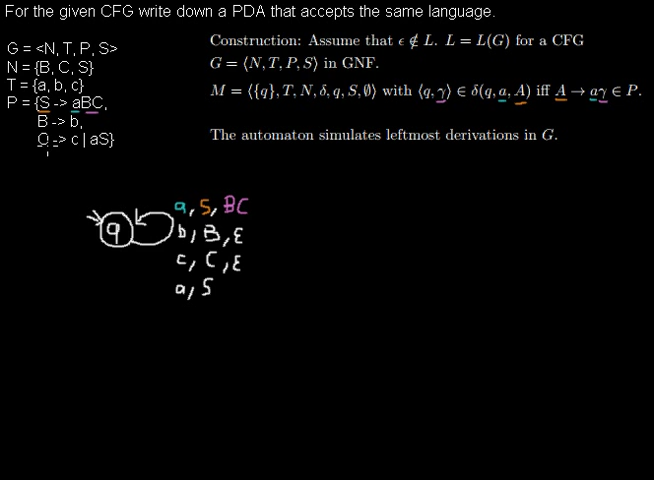 For the given CFG write down a PDA that accepts the same language.
G = <N, T, P, S>
N = {B, C, S}
T = {a, b, c}
P = {S -> aBC,
B -> b,
C -> c | aS}
Construction: Assume that ϵ ∉ L. L = L(G) for a CFG
G = ⟨N, T, P, S⟩ in GNF.
M = ⟨{q}, T, N, δ, q, S, ∅⟩ with ⟨q, γ⟩ ∈ δ(q, a, A) iff A → aγ ∈ P.
The automaton simulates leftmost derivations in G.
q
a, S, BC
b, B, ε
c, C, ε
a, S